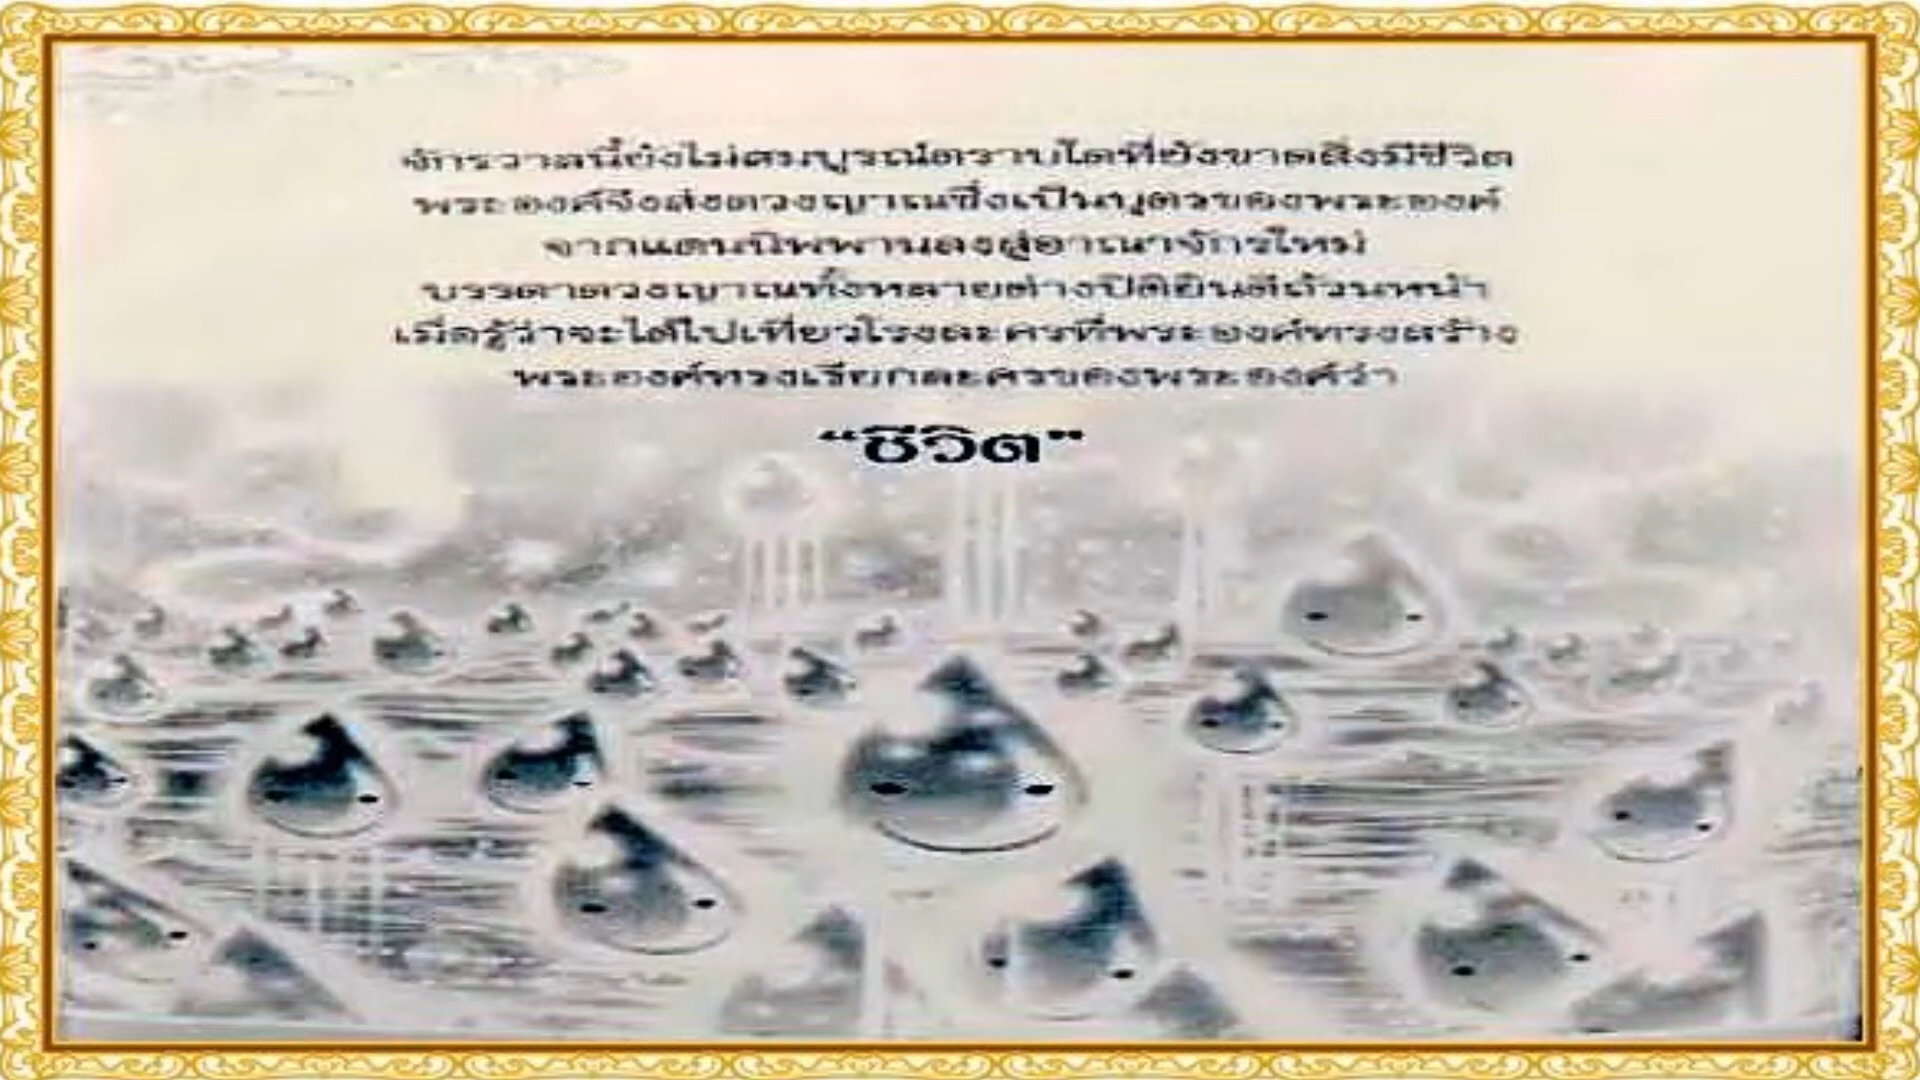 จักรวาลนี้ยังไม่สมบูรณ์ตราบใดที่ยังขาดสิ่งมีชีวิต
พระองค์จึงส่งดวงญาณซึ่งเป็นบุตรของพระองค์
จากแดนนิพพานลงสู่อาณาจักรใหม่
บรรดาดวงญาณทั้งหลายต่างปิติยินดีถ้วนหน้า
เมื่อรู้ว่าจะได้ไปเที่ยวโรงละครที่พระองค์ทรงสร้าง
พระองค์ทรงเรียกละครของพระองค์ว่า
“ชีวิต”